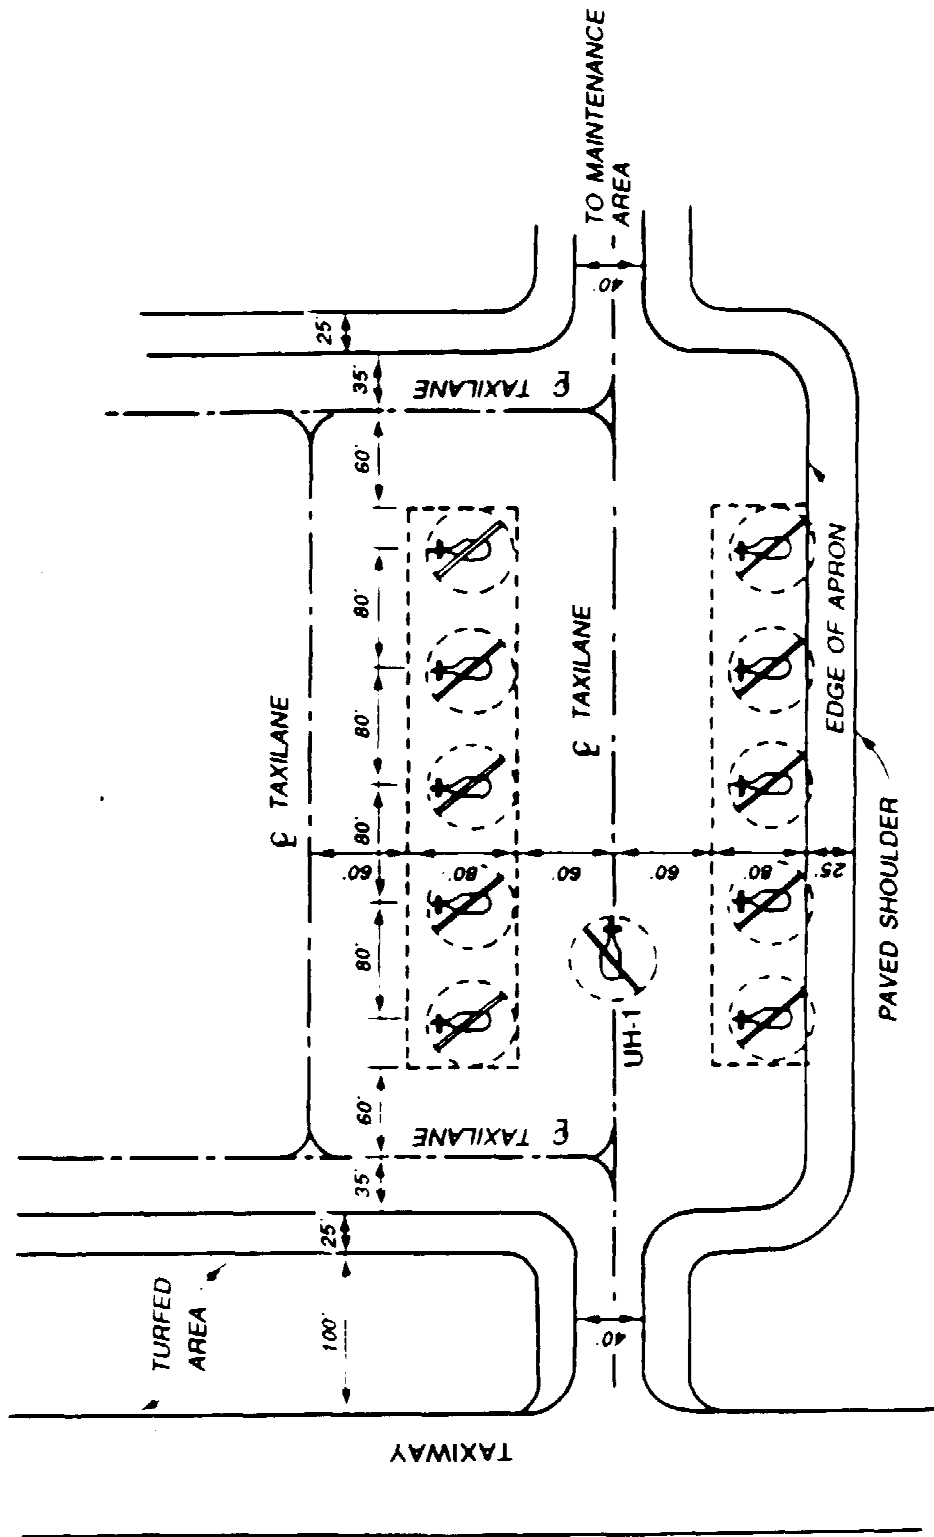 TO MAINTENANCE
AREA
40'
25'
35'
℄ TAXILANE
60'
80'
80'
80'
80'
60'
℄ TAXILANE
℄ TAXILANE
60'
80'
60'
60'
80'
25'
EDGE OF APRON
PAVED SHOULDER
UH-1
℄ TAXILANE
35'
25'
100'
40'
TURFED
AREA
TAXIWAY